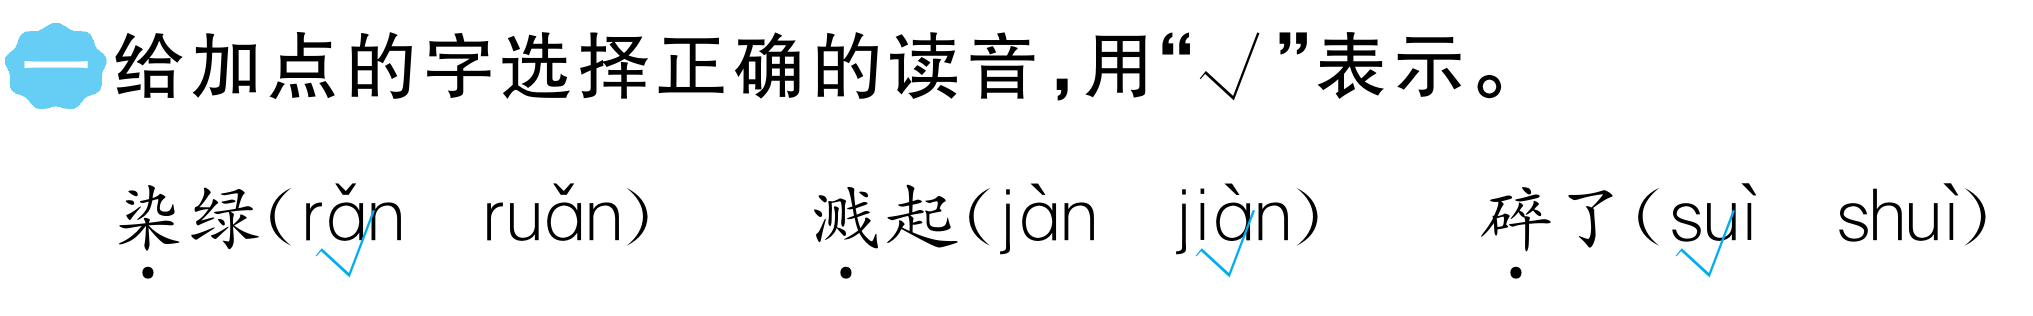 一 给加点的字选择正确的读音,用“√”表示。
染绿(rǎn ruǎn) 溅起(jàn jiàn) 碎了(suì shuì)